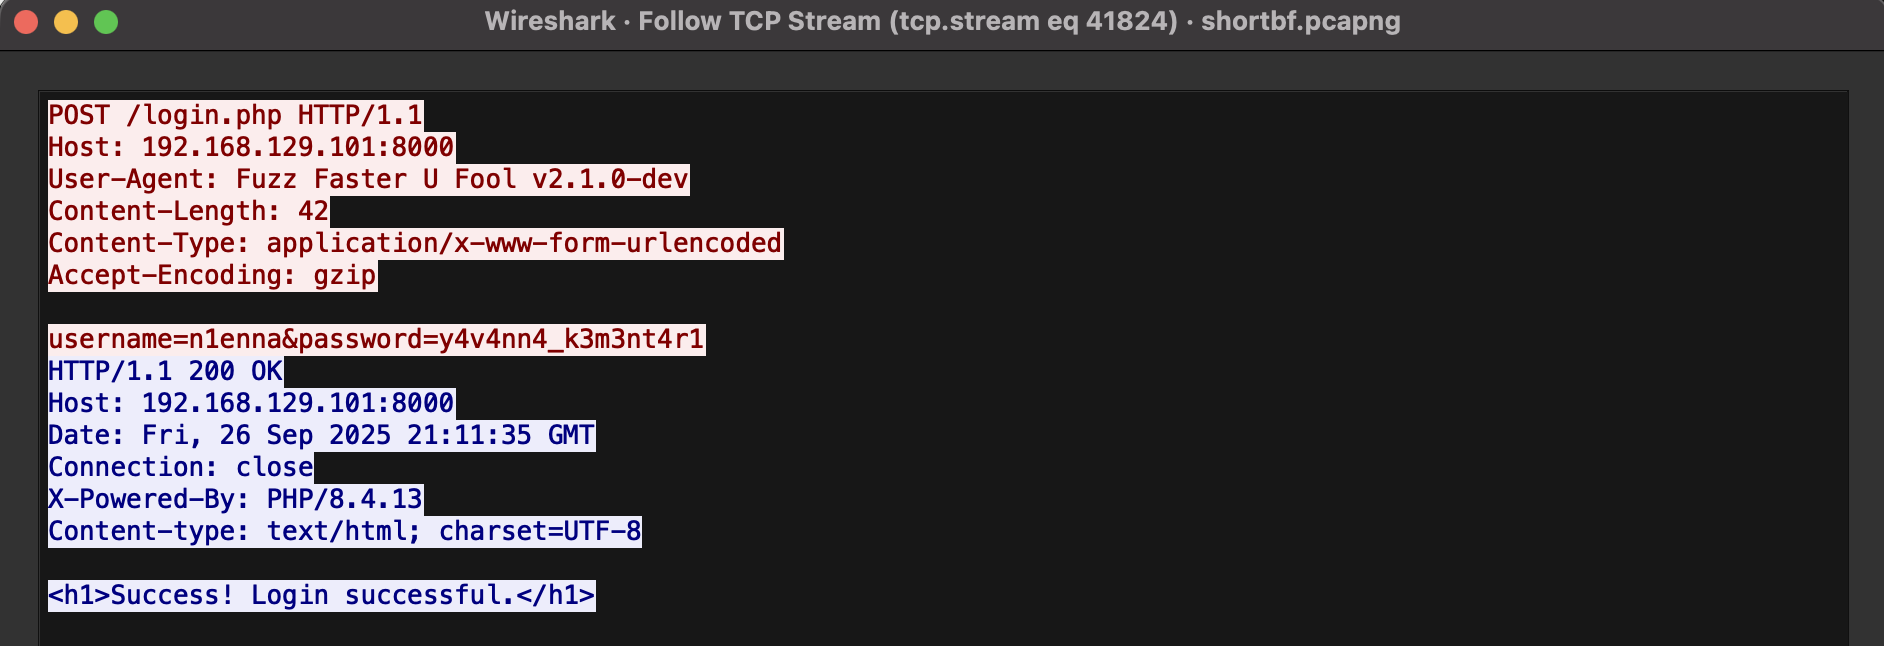 Wireshark · Follow TCP Stream (tcp.stream eq 41824) · shortbf.pcapng
POST /login.php HTTP/1.1
Host: 192.168.129.101:8000
User-Agent: Fuzz Faster U Fool v2.1.0-dev
Content-Length: 42
Content-Type: application/x-www-form-urlencoded
Accept-Encoding: gzip
username=n1enna&password=y4v4nn4_k3m3nt4r1
HTTP/1.1 200 OK
Host: 192.168.129.101:8000
Date: Fri, 26 Sep 2025 21:11:35 GMT
Connection: close
X-Powered-By: PHP/8.4.13
Content-type: text/html; charset=UTF-8
<h1>Success! Login successful.</h1>